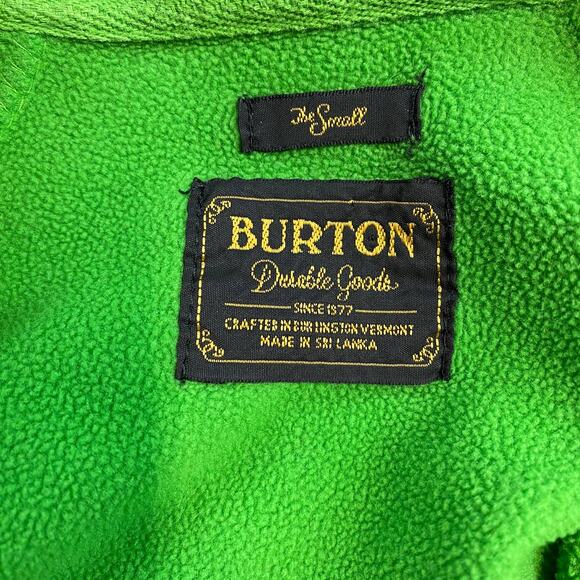 The Small
BURTON
Durable Goods
SINCE 1977
CRAFTED IN BURLINGTON VERMONT
MADE IN SRI LANKA